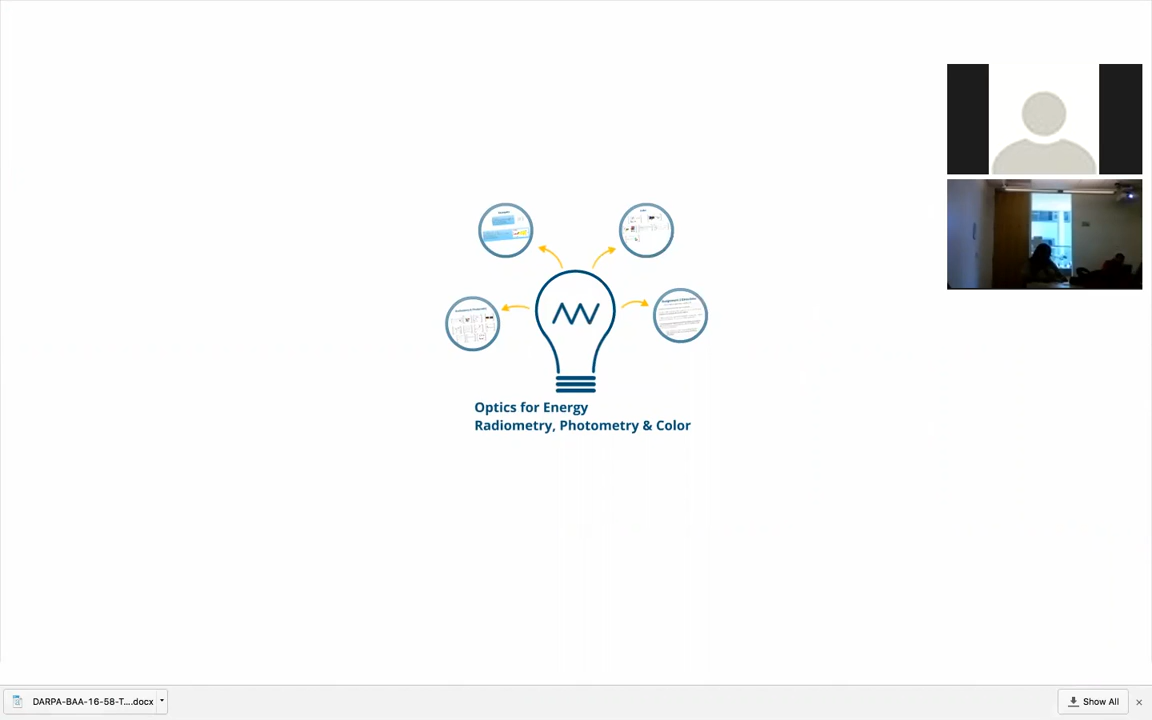 Optics for Energy
Radiometry, Photometry & Color
DARPA-BAA-16-58-T....docx
Show All